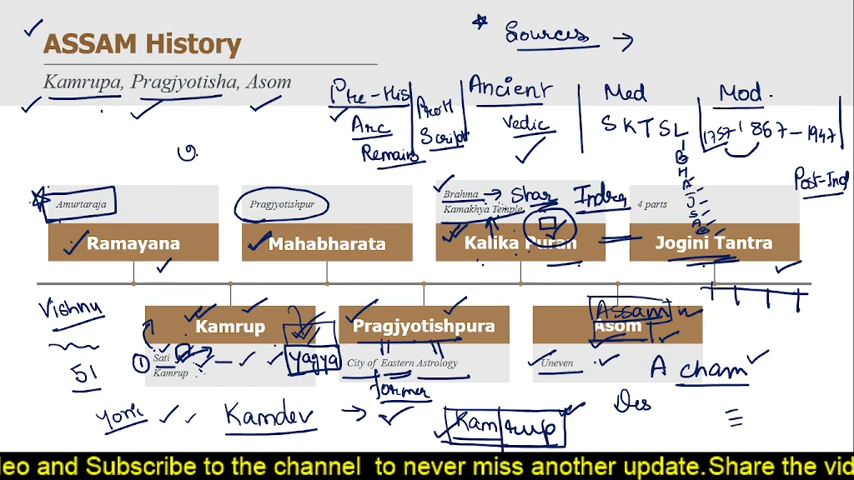 ASSAM History
Kamrupa, Pragjyotisha, Asom
Sources →
Pre-His
Arc
Remains
Proto
Script
Ancient
Vedic
Med
SKTSL
Mod.
1757 1867-1947
Post-Ind
Amurtaraja
Ramayana
Pragjyotishpur
Mahabharata
Brahma → Indra
Kamakhya Temple
Kalika Puran
4 parts
Jogini Tantra
Vishnu
51
Kamrup
① Sati
Kamrup
yagya
Pragjyotishpura
City of Eastern Astrology
former
Assam
Asom
Uneven
A cham
Yoni
Kamdev →
Kamrup
Des
deo and Subscribe to the channel to never miss another update.Share the vid